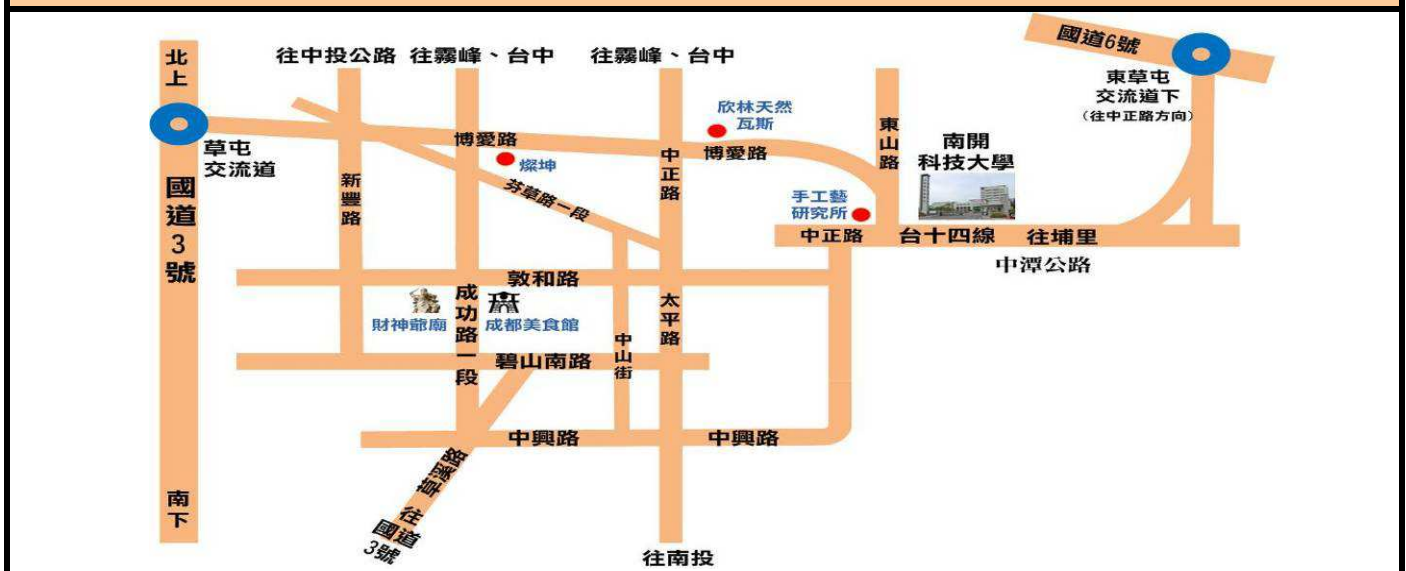 北上
往中投公路
往霧峰、台中
往霧峰、台中
國道6號
東草屯
交流道下
(往中正路方向)
草屯
交流道
國道3號
南下
新豐路
博愛路
燦坤
芬草路一段
中正路
欣林天然
瓦斯
博愛路
東山路
南開
科技大學
手工藝
研究所
中正路
台十四線
往埔里
中潭公路
敦和路
財神爺廟
成功路一段
成都美食館
太平路
中山街
碧山南路
中興路
中興路
草溪路
往
國道
3號
往南投